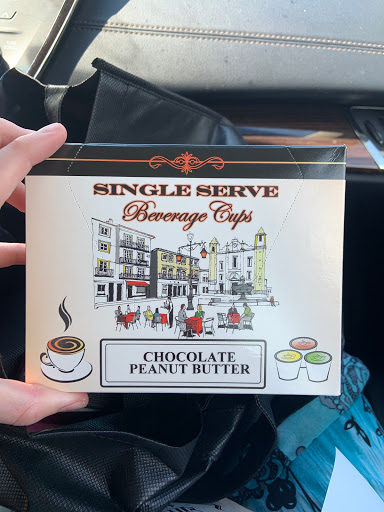 SINGLE SERVE
Beverage Cups
CHOCOLATE
PEANUT BUTTER